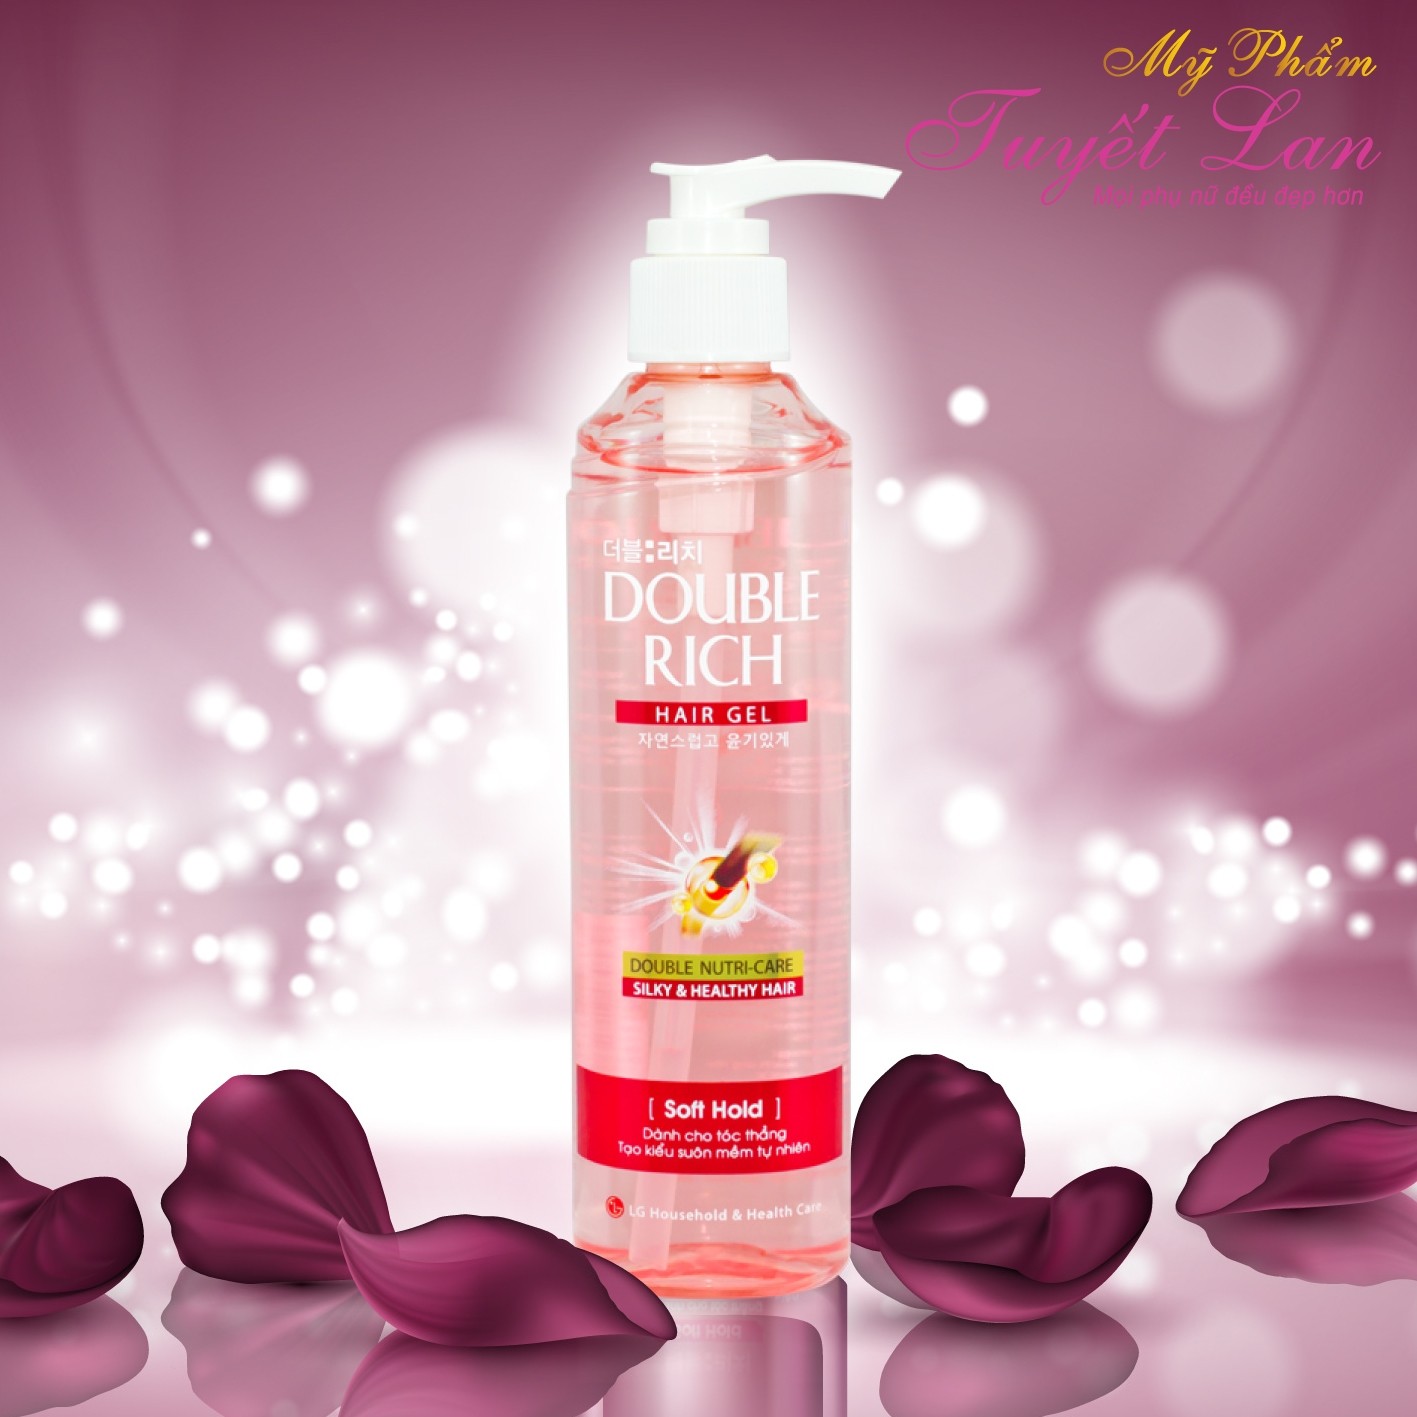 Mỹ Phẩm
Tuyết Lan
Mọi phụ nữ đều đẹp hơn
더블:리치
DOUBLE
RICH
HAIR GEL
자연스럽고 윤기있게
DOUBLE NUTRI-CARE
SILKY & HEALTHY HAIR
[ Soft Hold ]
Dành cho tóc thẳng
Tạo kiểu suôn mềm tự nhiên
LG Household & Health Care